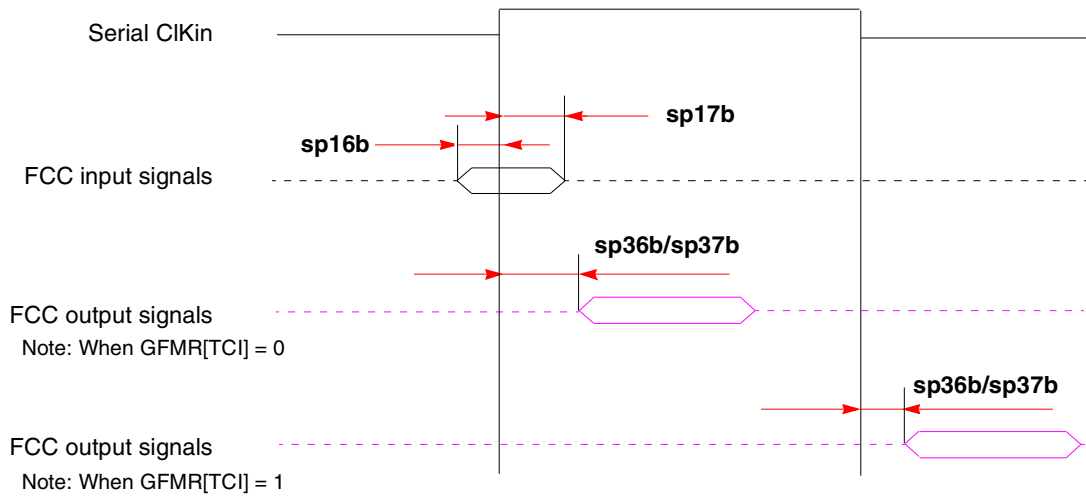 Serial ClKin
sp17b
sp16b
FCC input signals
sp36b/sp37b
FCC output signals
Note: When GFMR[TCI] = 0
sp36b/sp37b
FCC output signals
Note: When GFMR[TCI] = 1